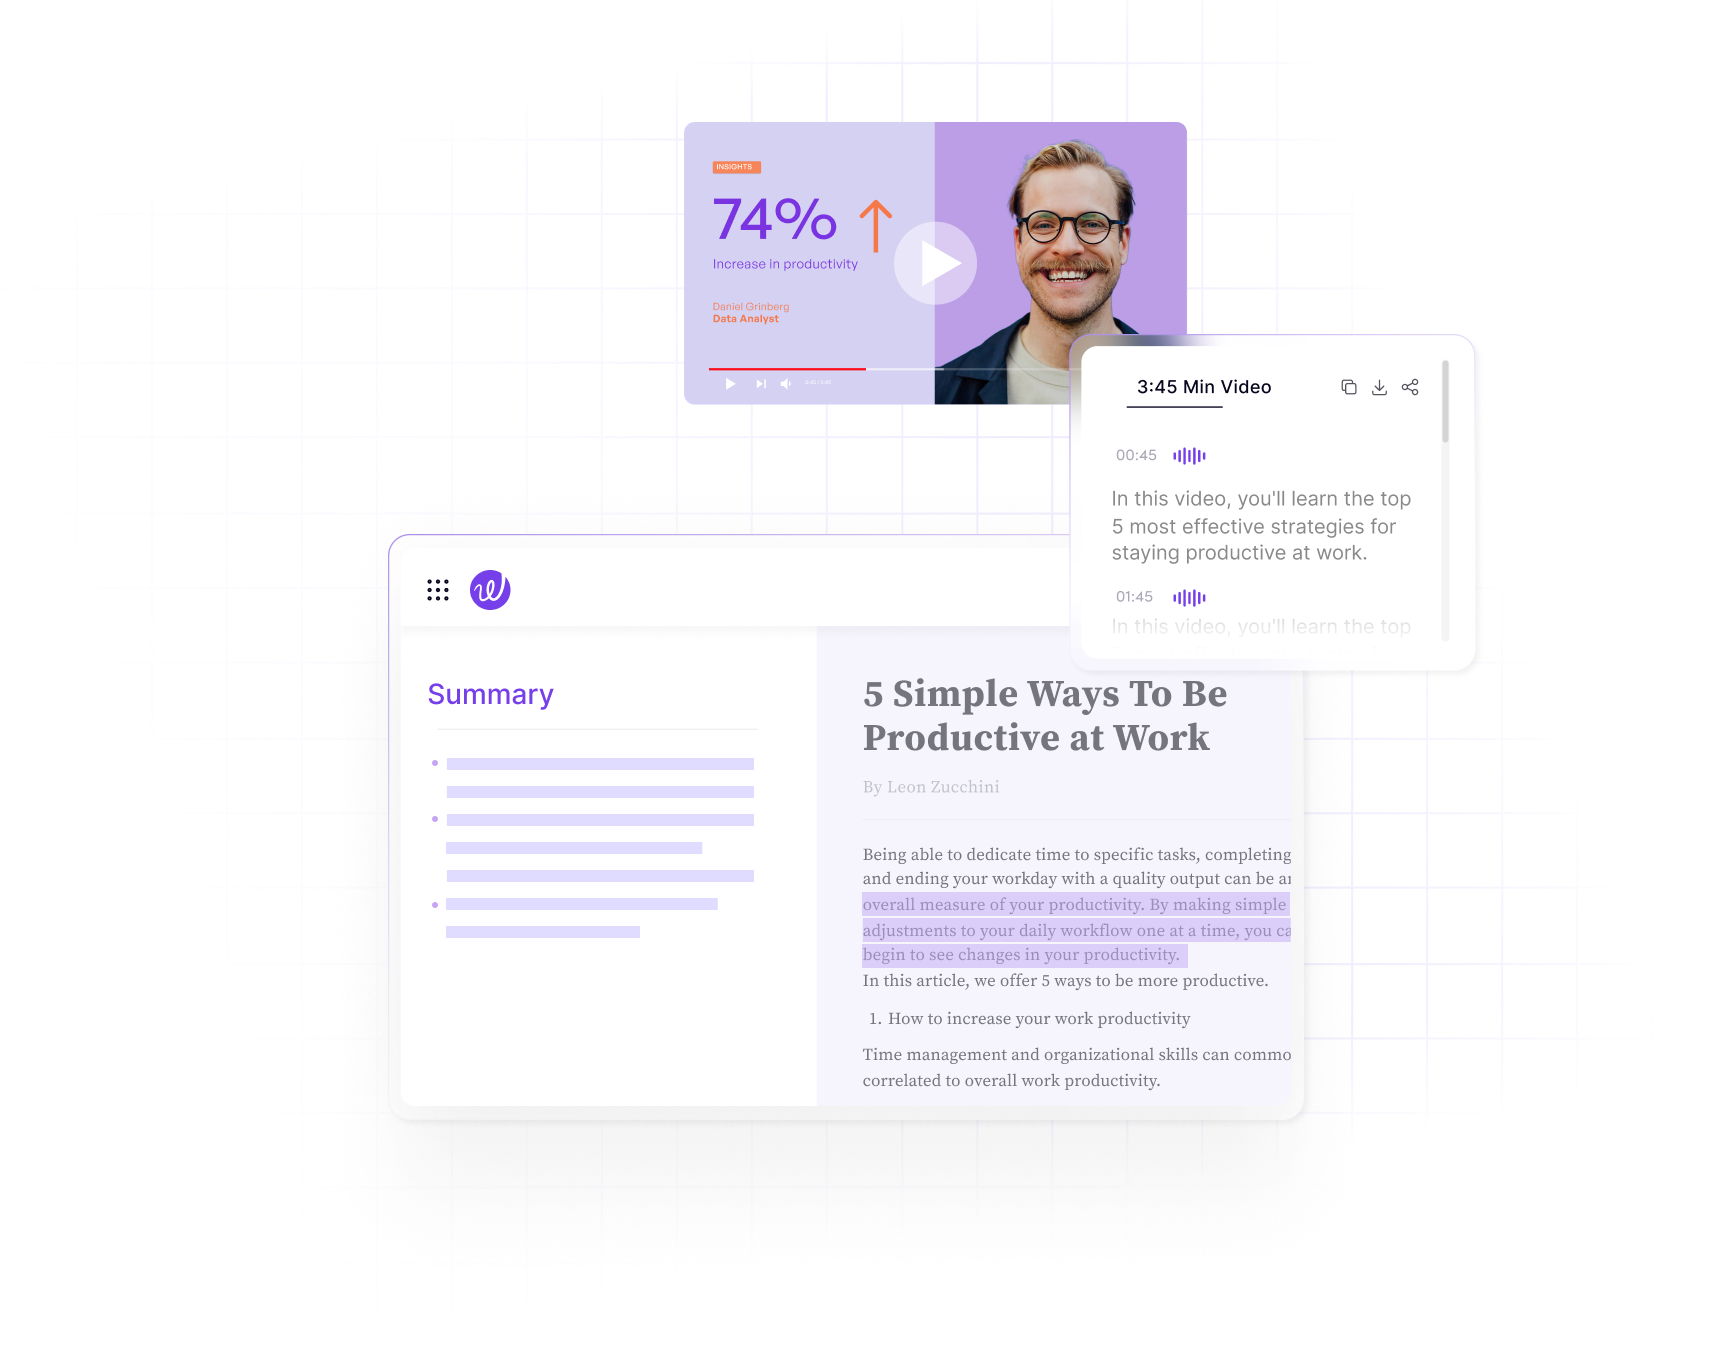 INSIGHTS
74%
Increase in productivity
Daniel Grinberg
Data Analyst
3:45 Min Video
00:45
In this video, you'll learn the top
5 most effective strategies for
staying productive at work.
01:45
In this video, you'll learn the top
w
Summary
5 Simple Ways To Be
Productive at Work
By Leon Zucchini
Being able to dedicate time to specific tasks, completing
and ending your workday with a quality output can be
overall measure of your productivity. By making simple
adjustments to your daily workflow one at a time, you
begin to see changes in your productivity.
In this article, we offer 5 ways to be more productive.
1. How to increase your work productivity
Time management and organizational skills can commo
correlated to overall work productivity.